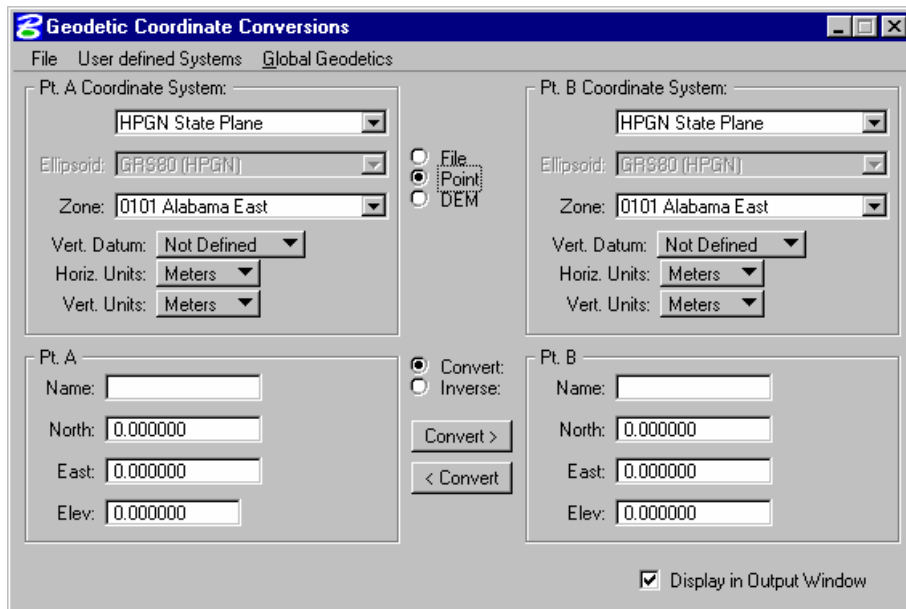 Geodetic Coordinate Conversions
File User defined Systems Global Geodetics
Pt. A Coordinate System:
HPGN State Plane
Ellipsoid: GRS80 (HPGN)
Zone: 0101 Alabama East
Vert. Datum: Not Defined
Horiz. Units: Meters
Vert. Units: Meters
File
Point
DEM
Pt. B Coordinate System:
HPGN State Plane
Ellipsoid: GRS80 (HPGN)
Zone: 0101 Alabama East
Vert. Datum: Not Defined
Horiz. Units: Meters
Vert. Units: Meters
Pt. A
Name:
North: 0.000000
East: 0.000000
Elev: 0.000000
Convert:
Inverse:
Convert >
< Convert
Pt. B
Name:
North: 0.000000
East: 0.000000
Elev: 0.000000
Display in Output Window